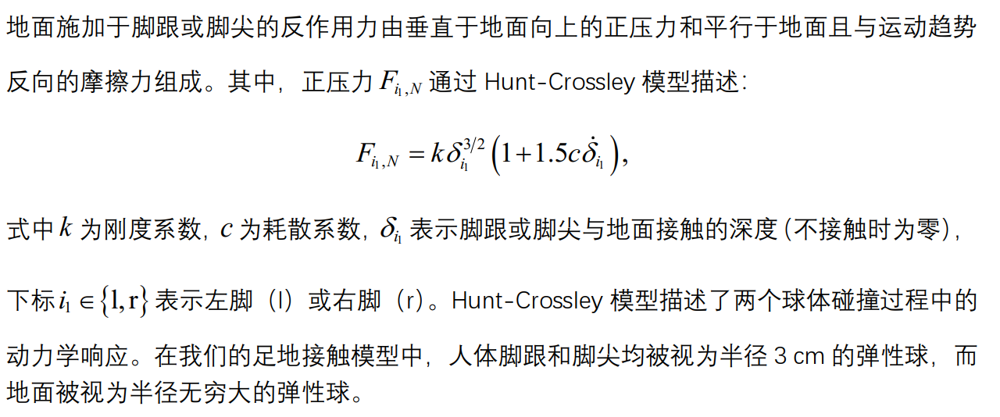 地面施加于脚跟或脚尖的反作用力由垂直于地面向上的正压力和平行于地面且与运动趋势
反向的摩擦力组成。其中，正压力 $F_{i_1,N}$ 通过 Hunt-Crossley 模型描述：
$F_{i_1,N} = k\delta_{i_1}^{3/2}\left(1+1.5c\dot{\delta}_{i_1}\right),$
式中 $k$ 为刚度系数，$c$ 为耗散系数，$\delta_{i_1}$ 表示脚跟或脚尖与地面接触的深度（不接触时为零），
下标 $i_1 \in \{\mathrm{l},\mathrm{r}\}$ 表示左脚（l）或右脚（r）。Hunt-Crossley 模型描述了两个球体碰撞过程中的
动力学响应。在我们的足地接触模型中，人体脚跟和脚尖均被视为半径 3 cm 的弹性球，而
地面被视为半径无穷大的弹性球。